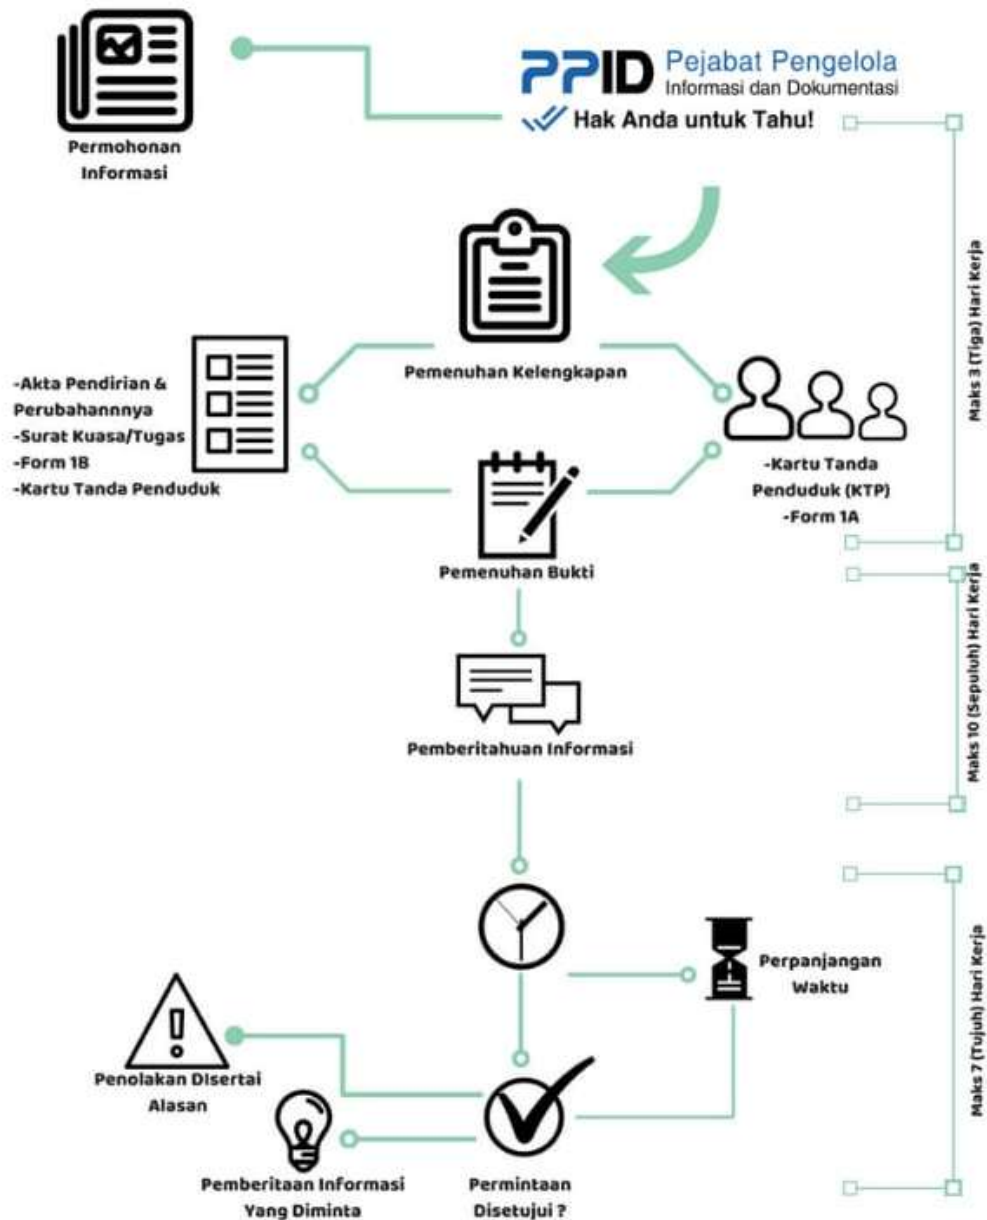 PPID Pejabat Pengelola
Informasi dan Dokumentasi
Hak Anda untuk Tahu!
Permohonan
Informasi
Maks 3 (Tiga) Hari Kerja
Pemenuhan Kelengkapan
-Akta Pendirian &
Perubahannnya
-Surat Kuasa/Tugas
-Form 1B
-Kartu Tanda Penduduk
-Kartu Tanda
Penduduk (KTP)
-Form 1A
Pemenuhan Bukti
Maks 10 (Sepuluh) Hari Kerja
Pemberitahuan Informasi
Perpanjangan
Waktu
Maks 7 (Tujuh) Hari Kerja
Penolakan DIsertai
Alasan
Pemberitaan Informasi
Yang Diminta
Permintaan
Disetujui ?